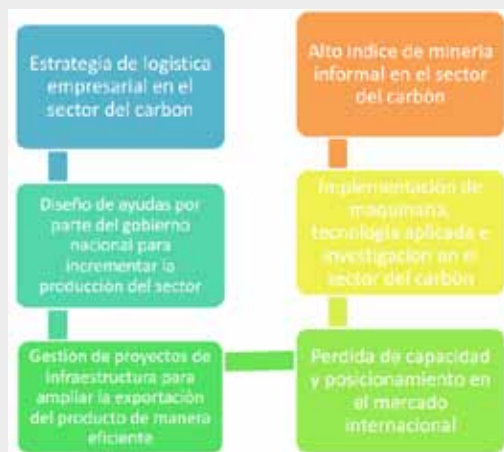 Estrategia de logística
empresarial en el
sector del carbon
Diseño de ayudas por
parte del gobierno
nacional para
incrementar la
producción del sector
Gestión de proyectos de
infraestructura para
ampliar la exportación
del producto de manera
eficiente
Perdida de capacidad
y posicionamiento en
el mercado
internacional
Implementación de
maquinaria,
tecnología aplicada e
investigación en el
sector del carbón
Alto índice de minería
informal en el sector
del carbón